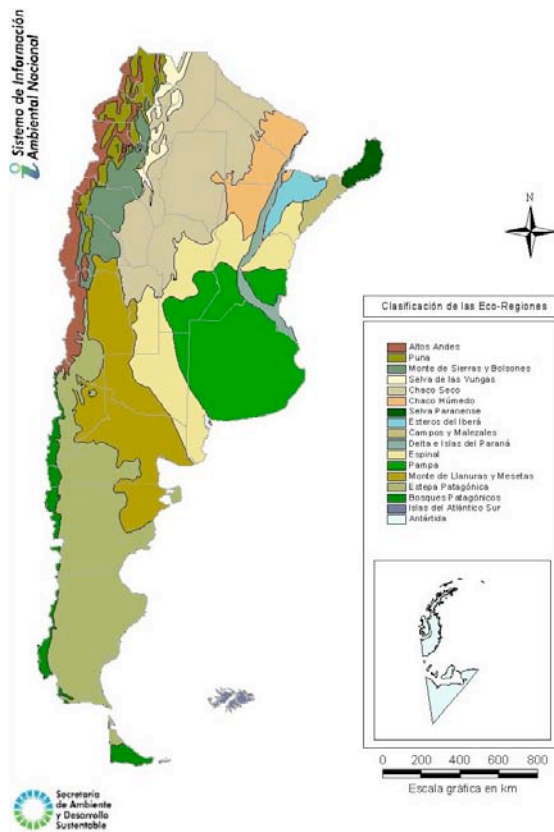 Sistema de Información
Ambiental Nacional
N
Clasificación de las Eco-Regiones
Altos Andes
Puna
Monte de Sierras y Bolsones
Selva de las Yungas
Chaco Seco
Chaco Húmedo
Selva Paranense
Esteros del Iberá
Campos y Malezales
Delta e Islas del Paraná
Espinal
Pampa
Monte de Llanuras y Mesetas
Estepa Patagónica
Bosques Patagónicos
Islas del Atlántico Sur
Antártida
0 200 400 600 800
Escala gráfica en km
Secretaría
de Ambiente
y Desarrollo
Sustentable